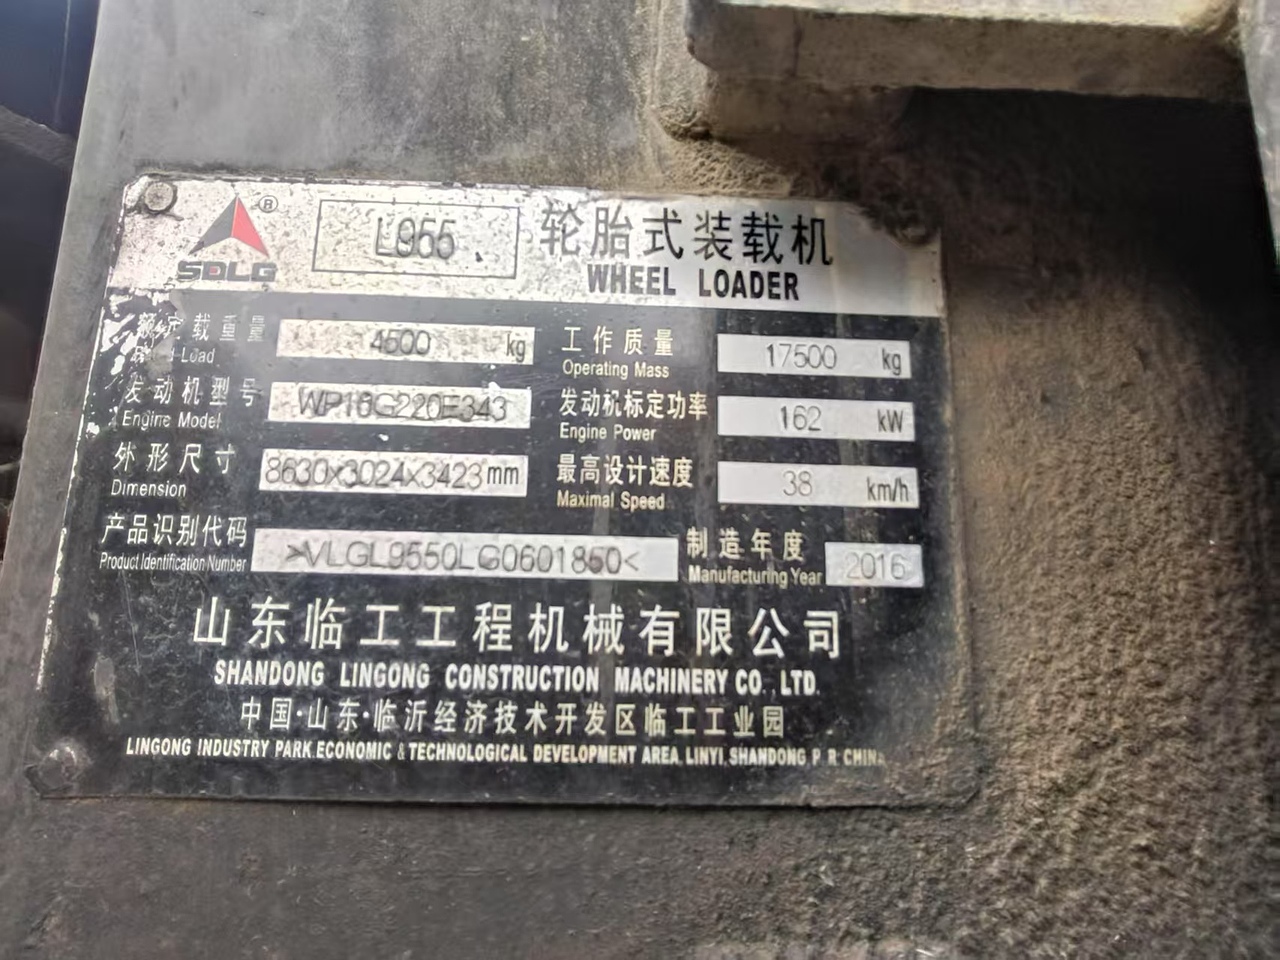 SDLG ® L955 轮胎式装载机
WHEEL LOADER
额定载重量 4500 kg 工作质量 17500 kg
Load Operating Mass
发动机型号 WP10G220E343 发动机标定功率 162 kW
Engine Model Engine Power
外形尺寸 8630x3024x3423 mm 最高设计速度 38 km/h
Dimension Maximal Speed
产品识别代码 >VLGL9550LG0601850< 制造年度 2016
Product Identification Number Manufacturing Year
山东临工工程机械有限公司
SHANDONG LINGONG CONSTRUCTION MACHINERY CO.,LTD.
中国·山东·临沂经济技术开发区临工工业园
LINGONG INDUSTRY PARK,ECONOMIC & TECHNOLOGICAL DEVELOPMENT AREA, LINYI, SHANDONG P. R. CHINA